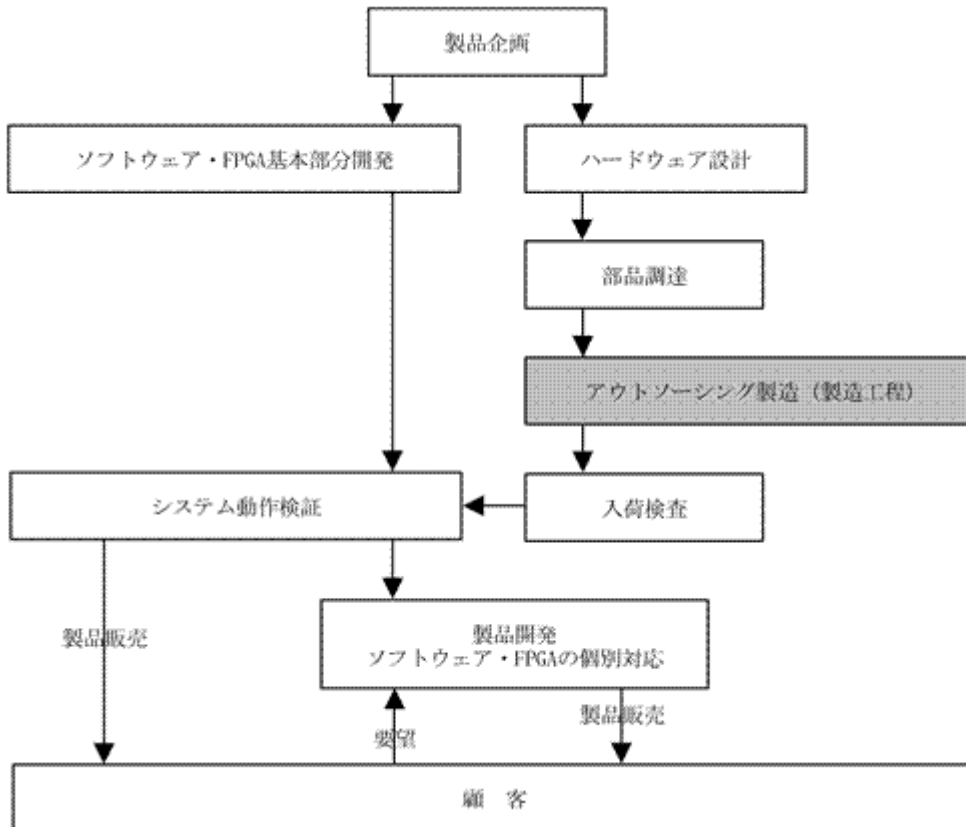 製品企画
ソフトウェア・FPGA基本部分開発
ハードウェア設計
部品調達
アウトソーシング製造（製造工程）
システム動作検証
入荷検査
製品販売
製品開発
ソフトウェア・FPGAの個別対応
製品販売
要望
顧　客